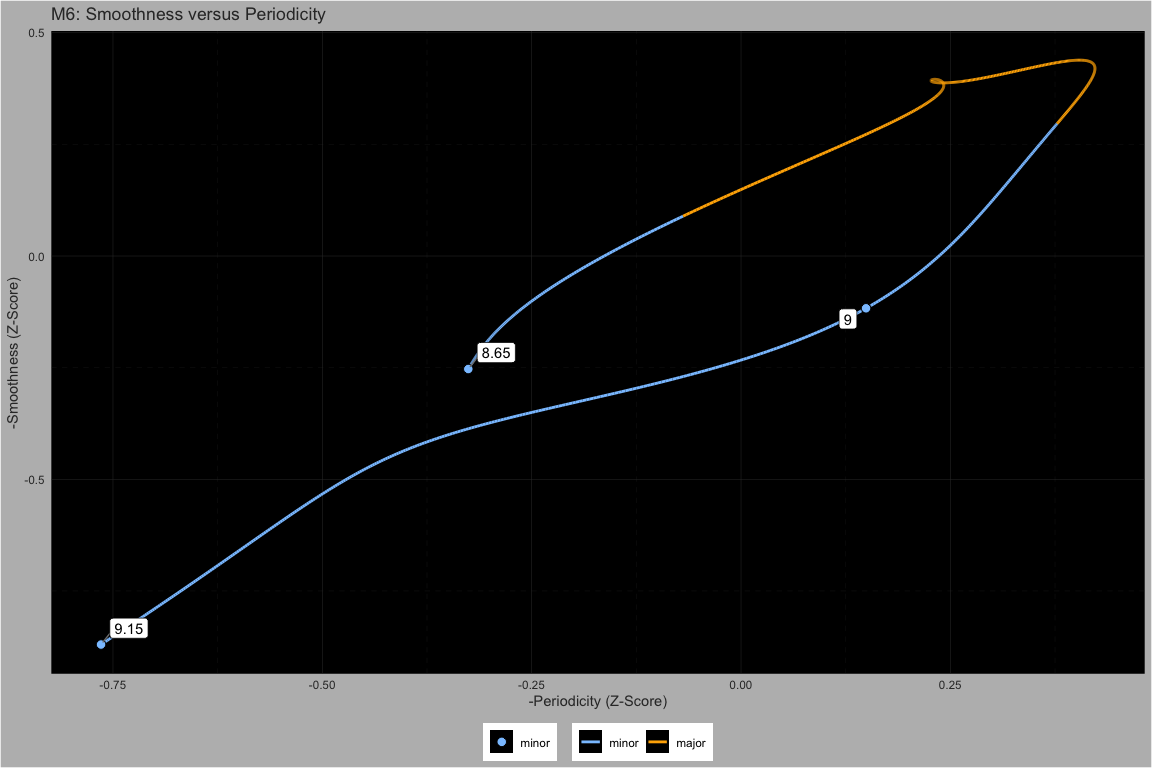 M6: Smoothness versus Periodicity
0.5
0.0
-0.5
-Smoothness (Z-Score)
8.65
9
9.15
-0.75 -0.50 -0.25 0.00 0.25
-Periodicity (Z-Score)
minor minor major